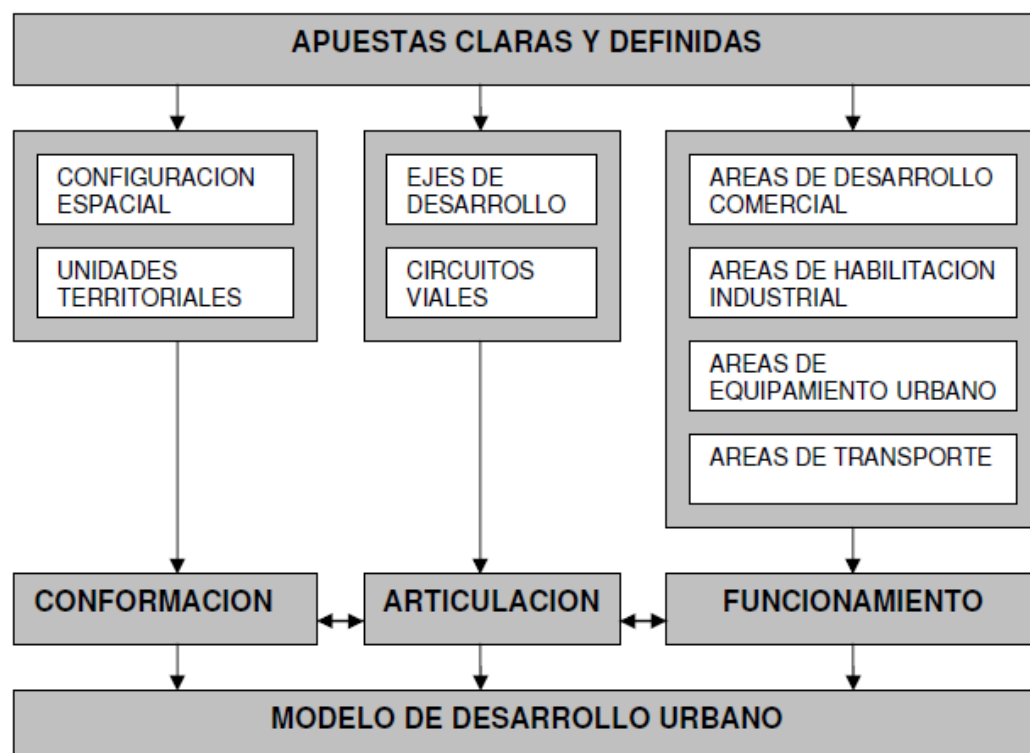 APUESTAS CLARAS Y DEFINIDAS
CONFIGURACION
ESPACIAL
UNIDADES
TERRITORIALES
EJES DE
DESARROLLO
CIRCUITOS
VIALES
AREAS DE DESARROLLO
COMERCIAL
AREAS DE HABILITACION
INDUSTRIAL
AREAS DE
EQUIPAMIENTO URBANO
AREAS DE TRANSPORTE
CONFORMACION
ARTICULACION
FUNCIONAMIENTO
MODELO DE DESARROLLO URBANO